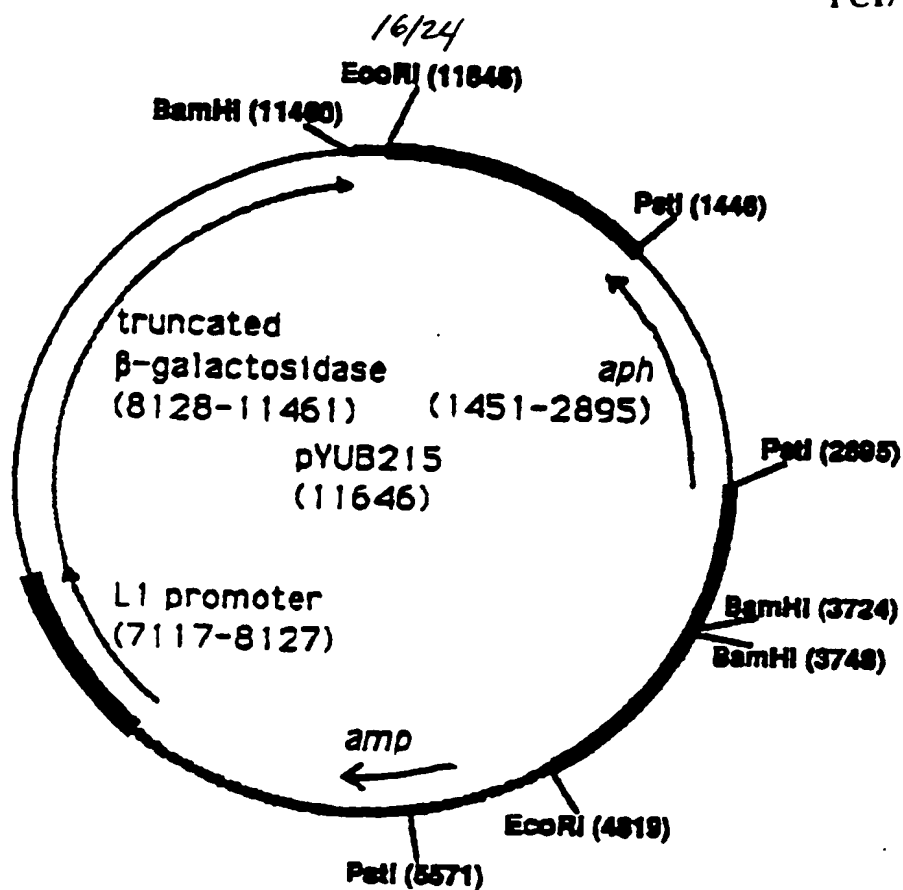 16/24
EcoRI (11646)
BamHI (11460)
PstI (1446)
truncated
β-galactosidase
(8128-11461)
aph
(1451-2895)
pYUB215
(11646)
PstI (2895)
L1 promoter
(7117-8127)
BamHI (3724)
BamHI (3748)
amp
EcoRI (4819)
PstI (5571)